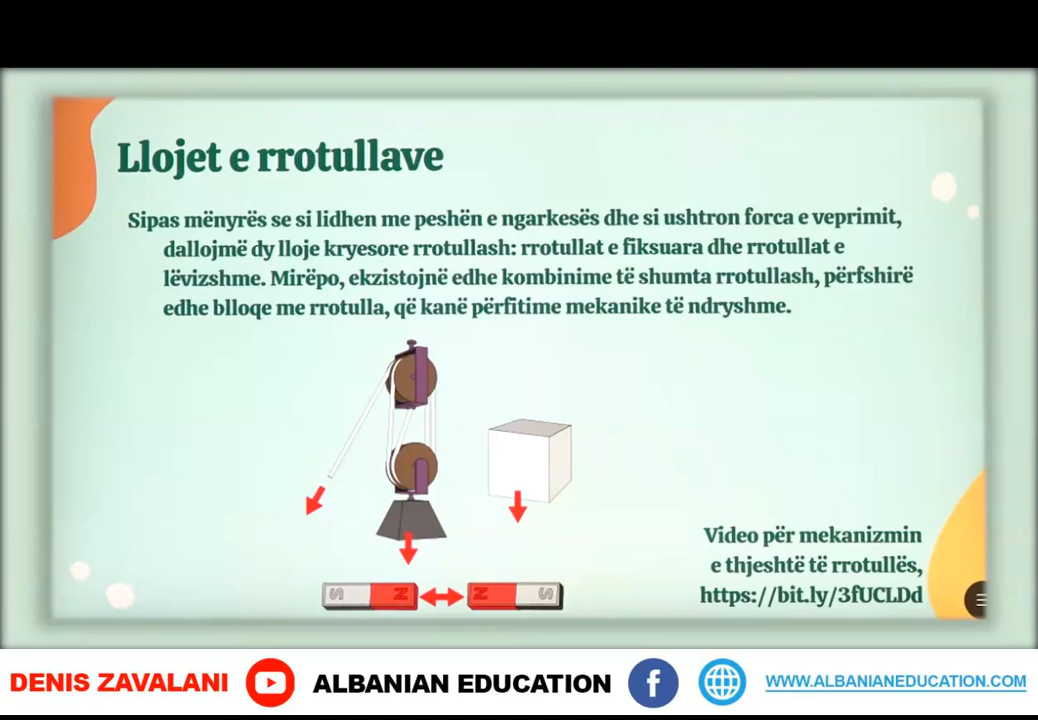 Llojet e rrotullave
Sipas mënyrës se si lidhen me peshën e ngarkesës dhe si ushtron forca e veprimit,
dallojmë dy lloje kryesore rrotullash: rrotullat e fiksuara dhe rrotullat e
lëvizshme. Mirëpo, ekzistojnë edhe kombinime të shumta rrotullash, përfshirë
edhe blloqe me rrotulla, që kanë përfitime mekanike të ndryshme.
S N N S
Video për mekanizmin
e thjeshtë të rrotullës,
https://bit.ly/3fUCLDd
DENIS ZAVALANI ALBANIAN EDUCATION WWW.ALBANIANEDUCATION.COM